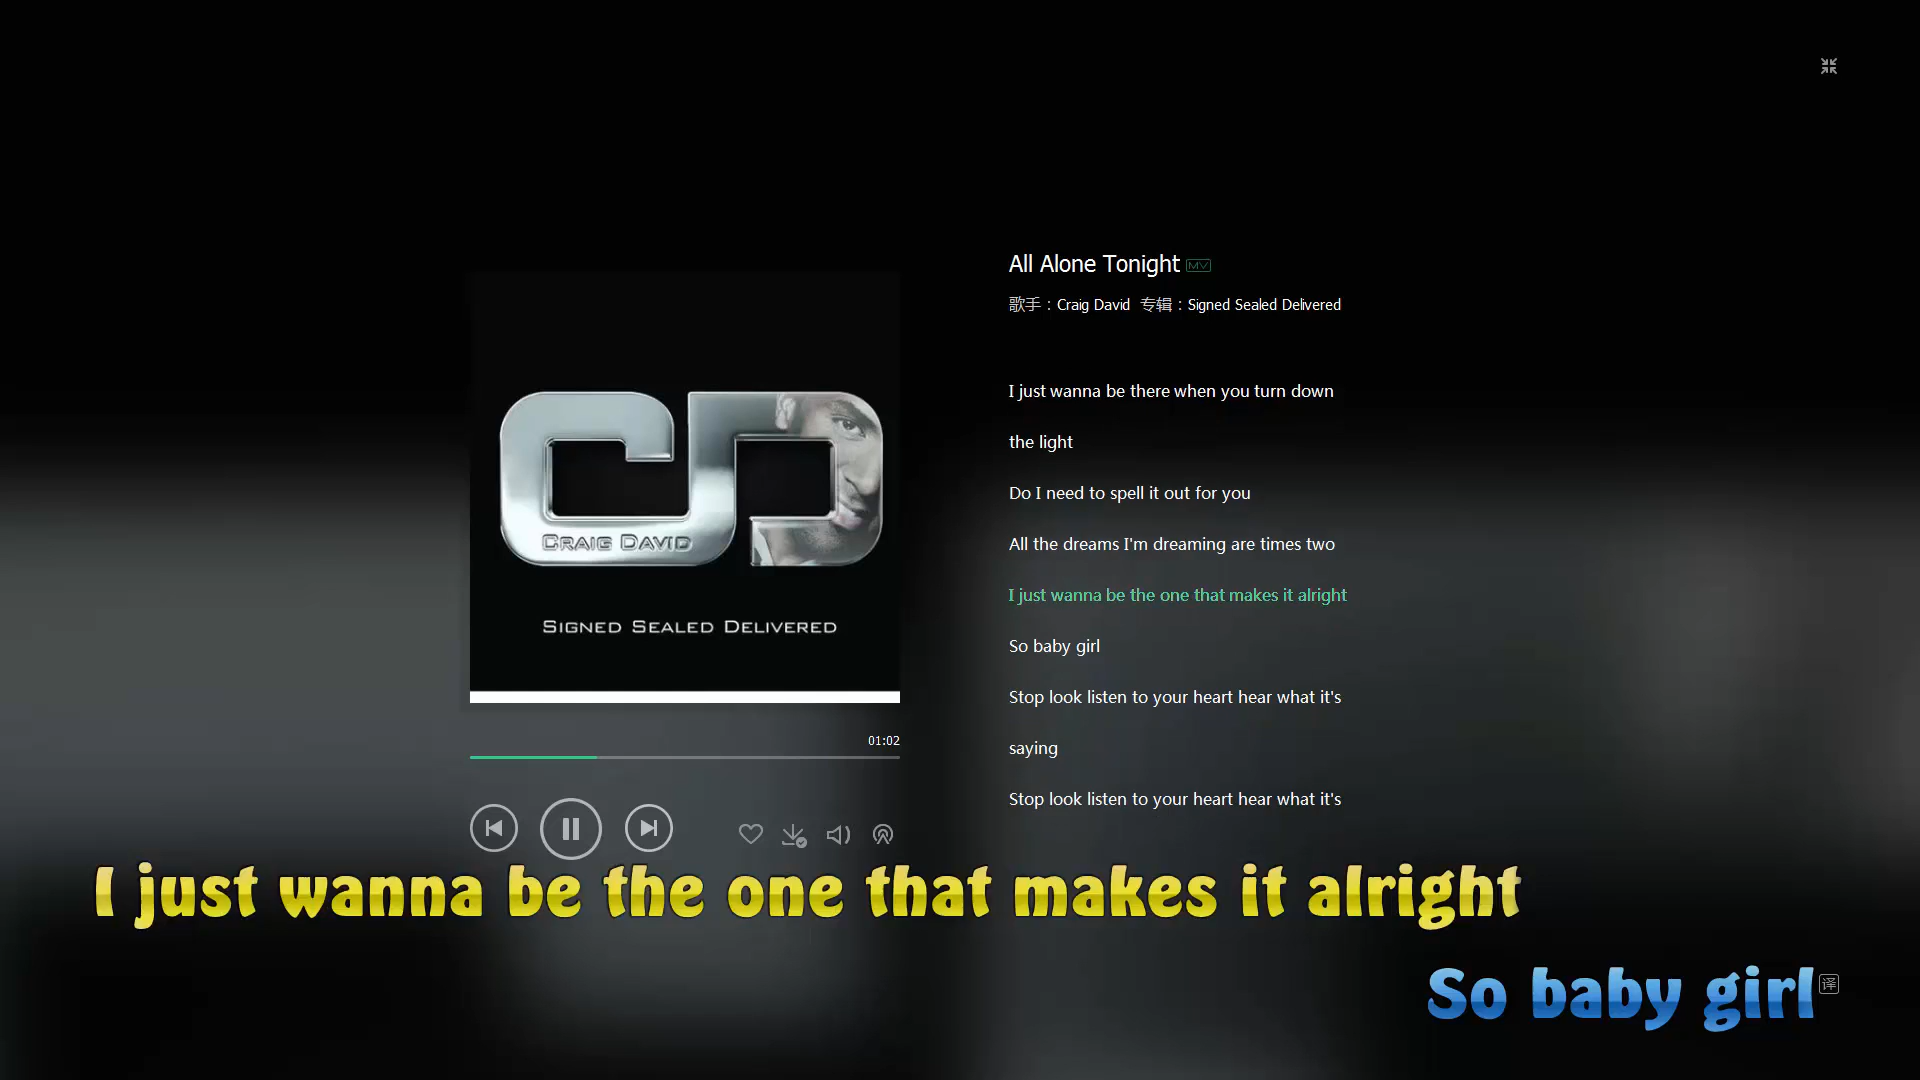 All Alone Tonight MV
歌手：Craig David 专辑：Signed Sealed Delivered
I just wanna be there when you turn down
the light
Do I need to spell it out for you
All the dreams I'm dreaming are times two
I just wanna be the one that makes it alright
So baby girl
Stop look listen to your heart hear what it's
saying
Stop look listen to your heart hear what it's
CRAIG DAVID
SIGNED SEALED DELIVERED
01:02
I just wanna be the one that makes it alright
So baby girl
译